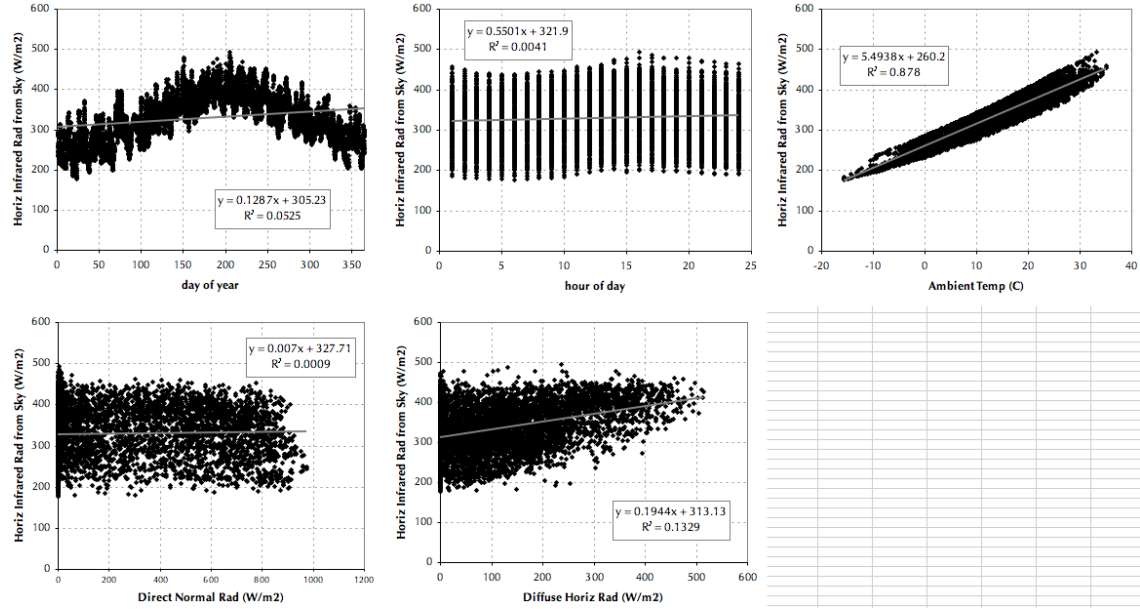 600
500
400
300
200
100
0
Horiz Infrared Rad from Sky (W/m2)
y = 0.1287x + 305.23
R² = 0.0525
0 50 100 150 200 250 300 350
day of year
600
500
400
300
200
100
0
Horiz Infrared Rad from Sky (W/m2)
y = 0.5501x + 321.9
R² = 0.0041
0 5 10 15 20 25
hour of day
600
500
400
300
200
100
0
Horiz Infrared Rad from Sky (W/m2)
y = 5.4938x + 260.2
R² = 0.878
-20 -10 0 10 20 30 40
Ambient Temp (C)
600
500
400
300
200
100
0
Horiz Infrared Rad from Sky (W/m2)
y = 0.007x + 327.71
R² = 0.0009
0 200 400 600 800 1000 1200
Direct Normal Rad (W/m2)
600
500
400
300
200
100
0
Horiz Infrared Rad from Sky (W/m2)
y = 0.1944x + 313.13
R² = 0.1329
0 100 200 300 400 500 600
Diffuse Horiz Rad (W/m2)